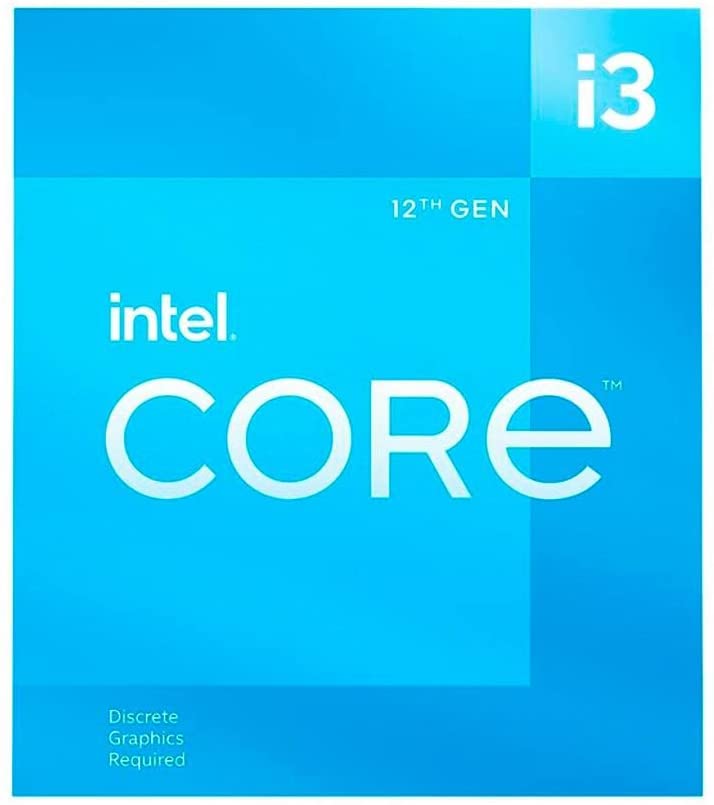 i3
12TH GEN
intel.
CORe™
Discrete
Graphics
Required